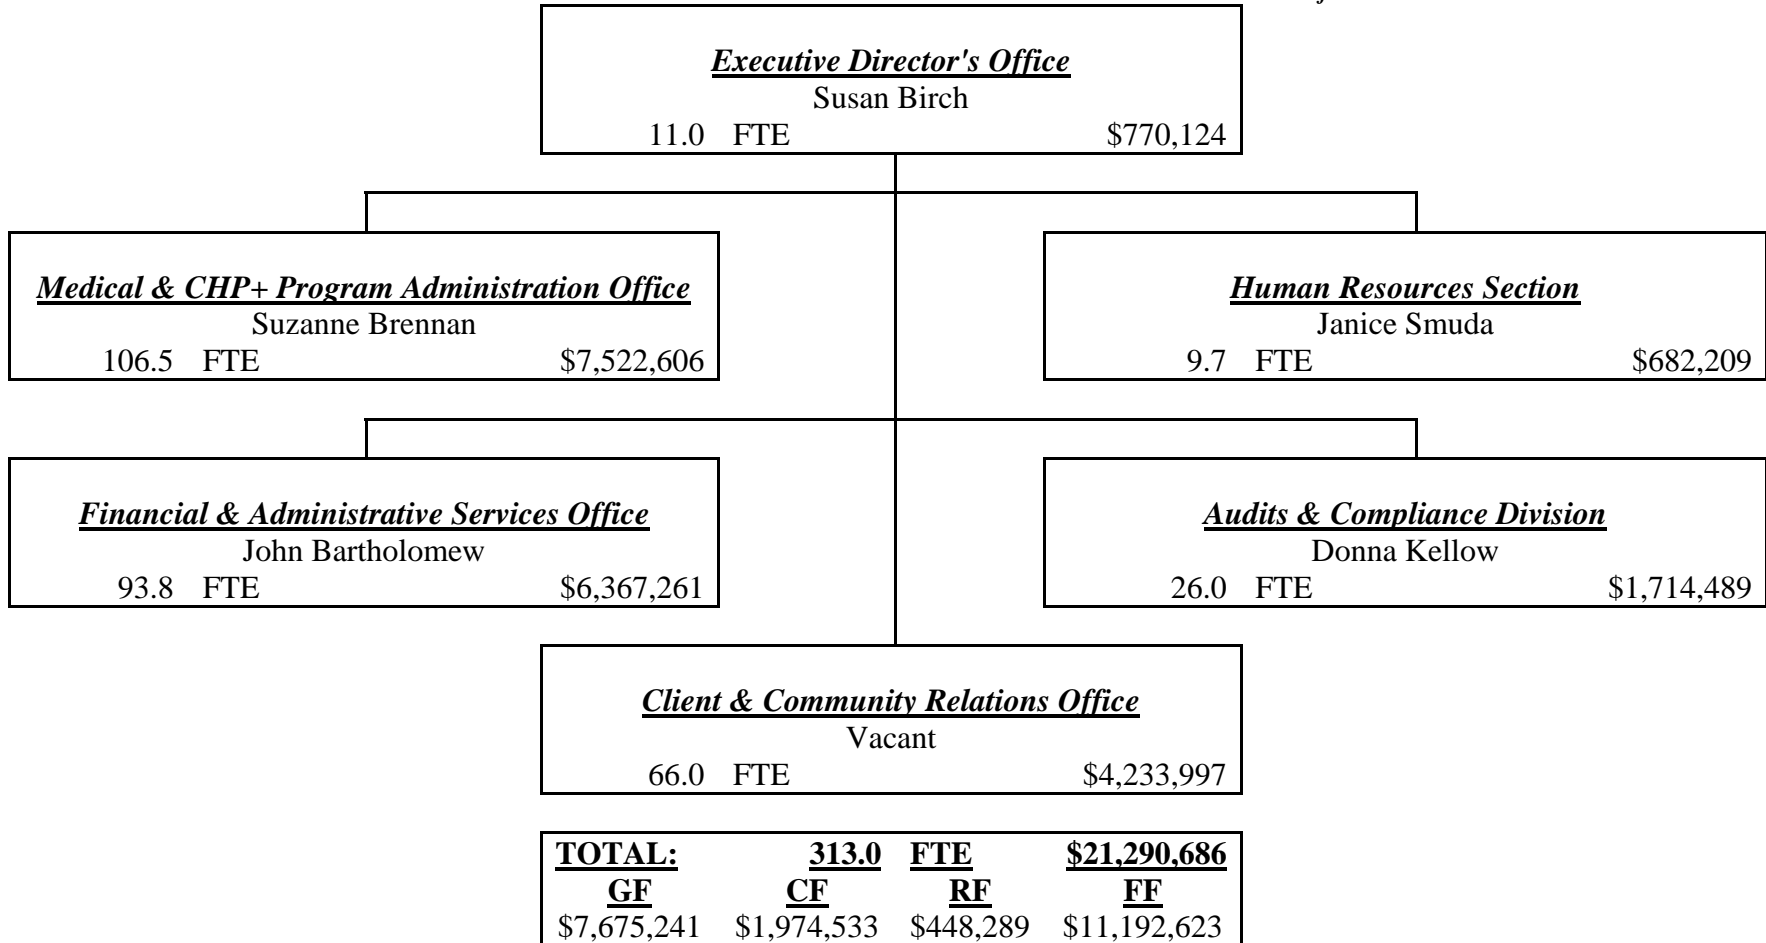 Executive Director's Office
Susan Birch
11.0 FTE $770,124
Medical & CHP+ Program Administration Office
Suzanne Brennan
106.5 FTE $7,522,606
Human Resources Section
Janice Smuda
9.7 FTE $682,209
Financial & Administrative Services Office
John Bartholomew
93.8 FTE $6,367,261
Audits & Compliance Division
Donna Kellow
26.0 FTE $1,714,489
Client & Community Relations Office
Vacant
66.0 FTE $4,233,997
TOTAL: 313.0 FTE $21,290,686
GF CF RF FF
$7,675,241 $1,974,533 $448,289 $11,192,623